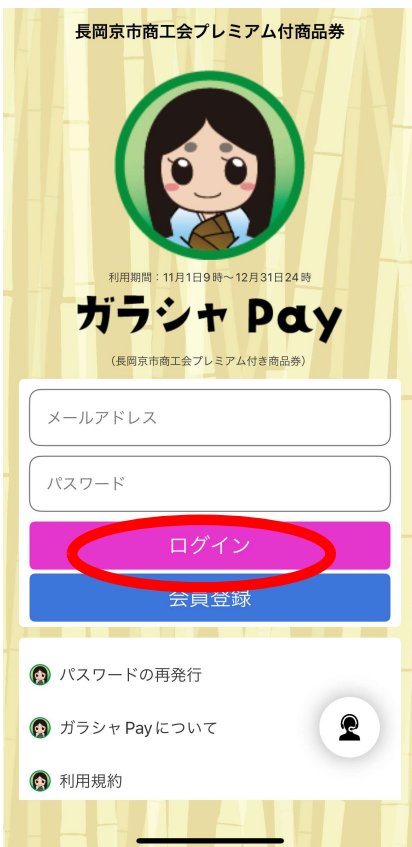 長岡京市商工会プレミアム付商品券
利用期間：11月1日9時～12月31日24時
ガラシャPay
（長岡京市商工会プレミアム付き商品券）
メールアドレス
パスワード
ログイン
会員登録
パスワードの再発行
ガラシャPayについて
利用規約